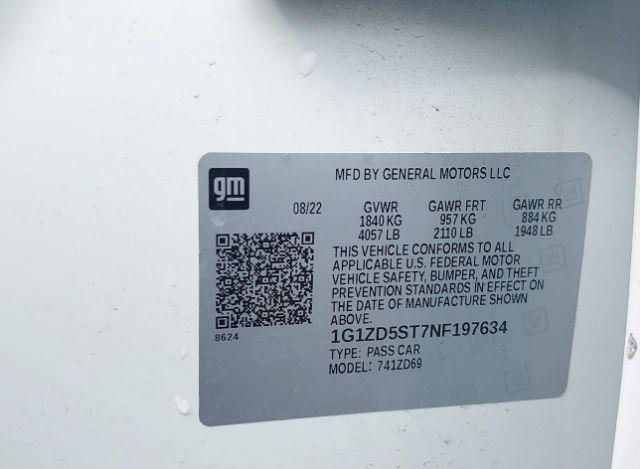 gm
MFD BY GENERAL MOTORS LLC
08/22 GVWR GAWR FRT GAWR RR
1840 KG 957 KG 884 KG
4057 LB 2110 LB 1948 LB
THIS VEHICLE CONFORMS TO ALL
APPLICABLE U.S. FEDERAL MOTOR
VEHICLE SAFETY, BUMPER, AND THEFT
PREVENTION STANDARDS IN EFFECT ON
THE DATE OF MANUFACTURE SHOWN
ABOVE.
8624
1G1ZD5ST7NF197634
TYPE: PASS CAR
MODEL: 741ZD69